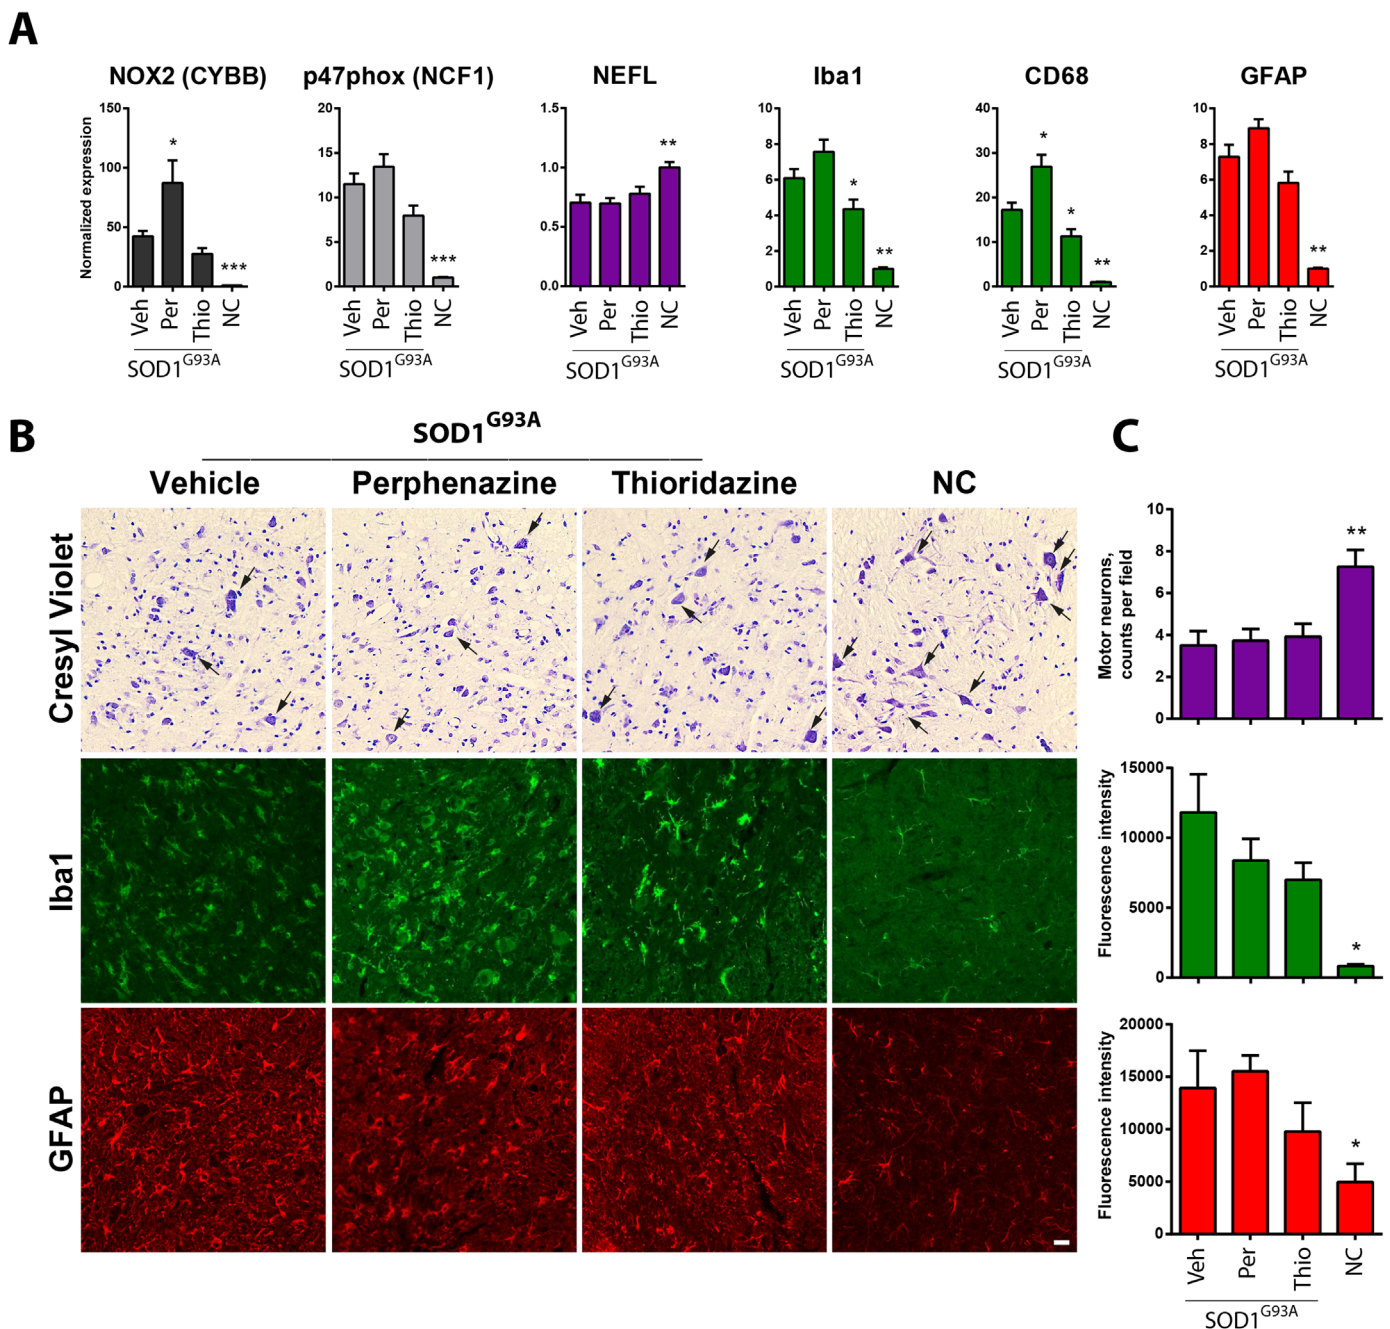 A
NOX2 (CYBB)
p47phox (NCF1)
NEFL
Iba1
CD68
GFAP
Normalized expression
150
100
50
0
*
***
Veh
Per
Thio
NC
SOD1G93A
20
15
10
5
0
***
Veh
Per
Thio
NC
SOD1G93A
1.5
1.0
0.5
0.0
**
Veh
Per
Thio
NC
SOD1G93A
10
8
6
4
2
0
*
**
Veh
Per
Thio
NC
SOD1G93A
40
30
20
10
0
*
*
**
Veh
Per
Thio
NC
SOD1G93A
10
8
6
4
2
0
**
Veh
Per
Thio
NC
SOD1G93A
B
SOD1G93A
Vehicle
Perphenazine
Thioridazine
NC
Cresyl Violet
Iba1
GFAP
C
Motor neurons,
counts per field
10
8
6
4
2
0
**
Fluorescence intensity
15000
10000
5000
0
*
Fluorescence intensity
20000
15000
10000
5000
0
*
Veh
Per
Thio
NC
SOD1G93A